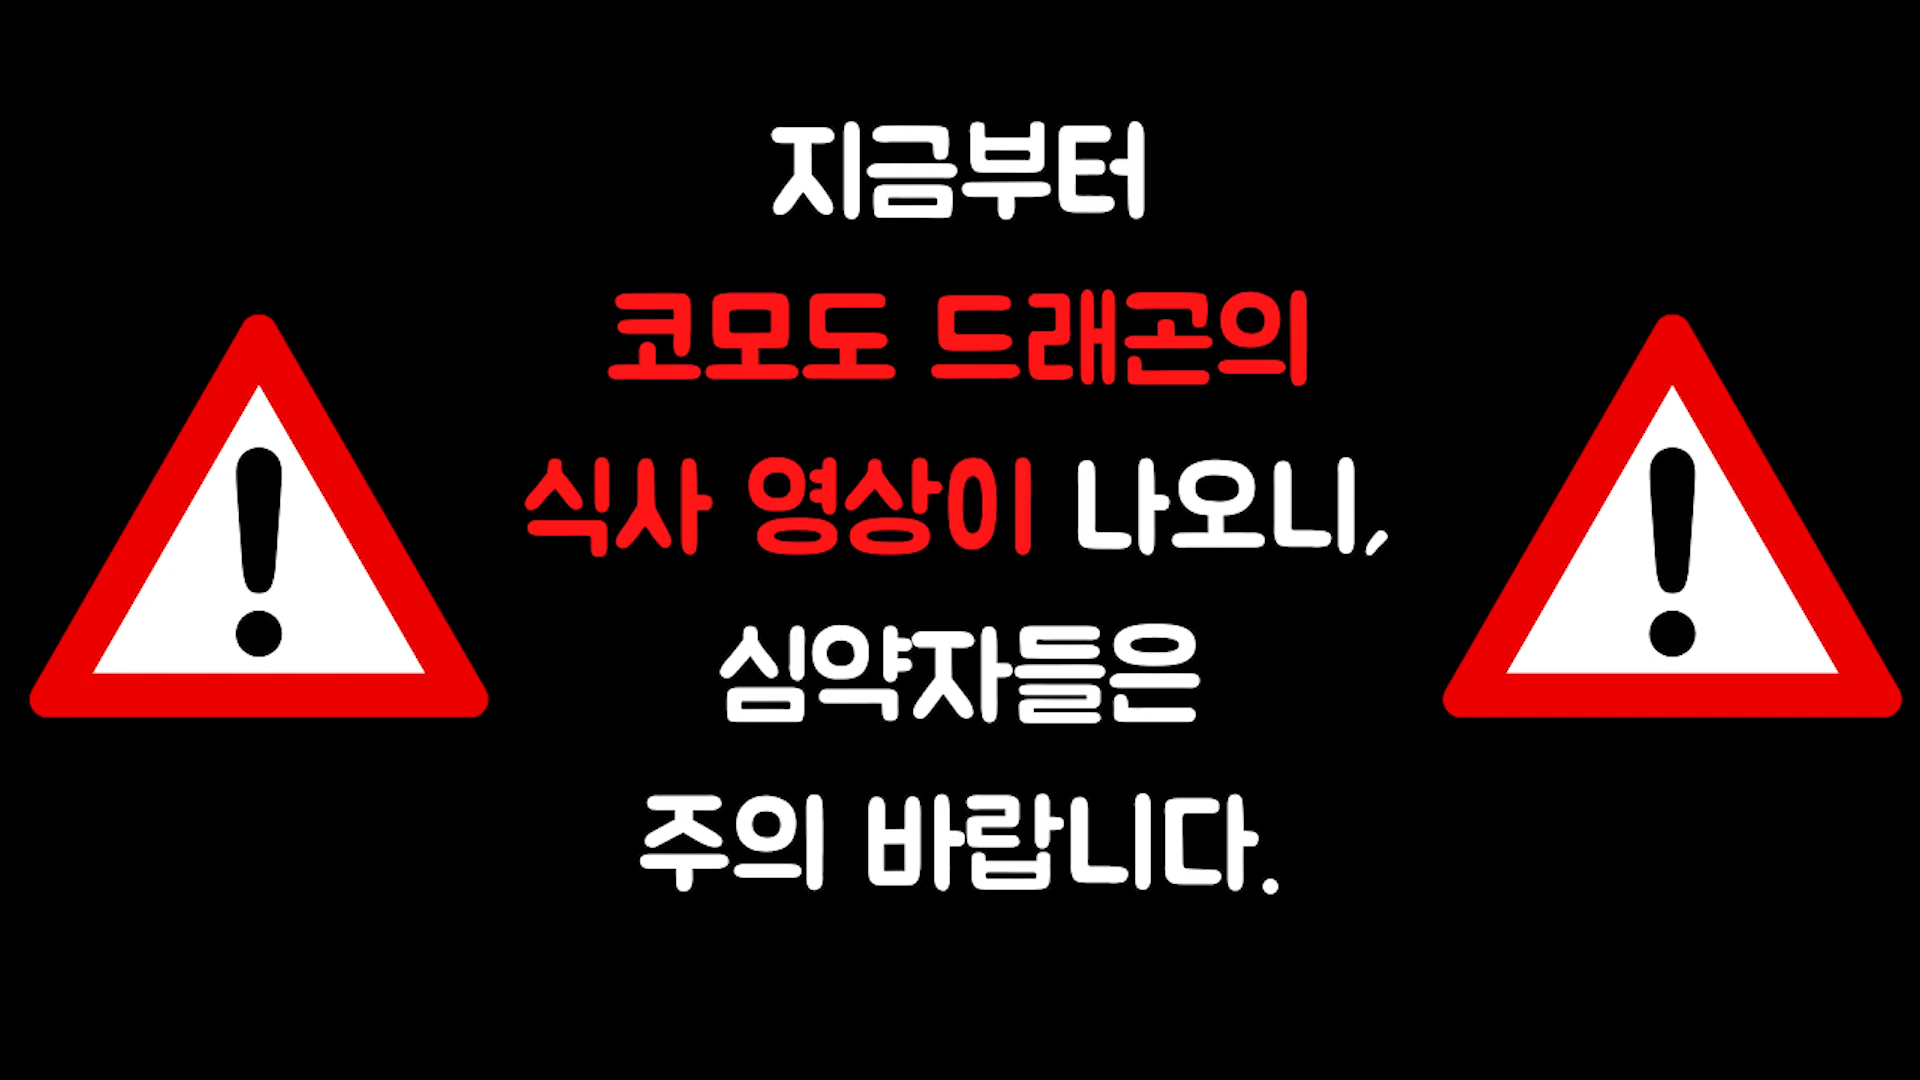 지금부터
코모도 드래곤의
식사 영상이 나오니,
심약자들은
주의 바랍니다.